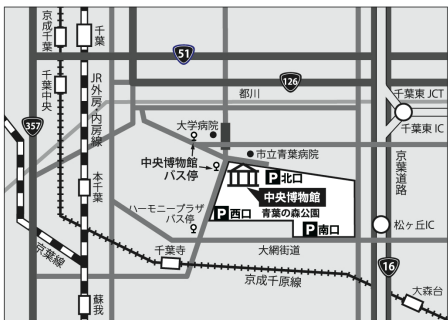 京成千葉
千葉
51
126
千葉中央
JR外房・内房線
都川
千葉東JCT
千葉東IC
357
大学病院
中央博物館
バス停
市立青葉病院
P北口
中央博物館
青葉の森公園
P西口
P南口
京葉道路
本千葉
ハーモニープラザ
バス停
松ヶ丘IC
大網街道
京葉線
千葉寺
京成千原線
16
大森台
蘇我